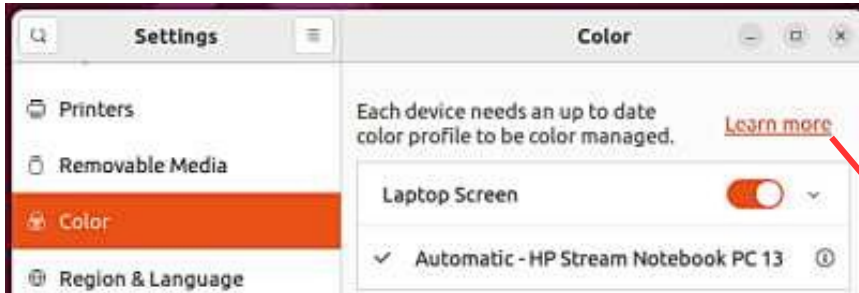 Settings
Color
Printers
Removable Media
Color
Region & Language
Each device needs an up to date
color profile to be color managed.
Learn more
Laptop Screen
Automatic - HP Stream Notebook PC 13